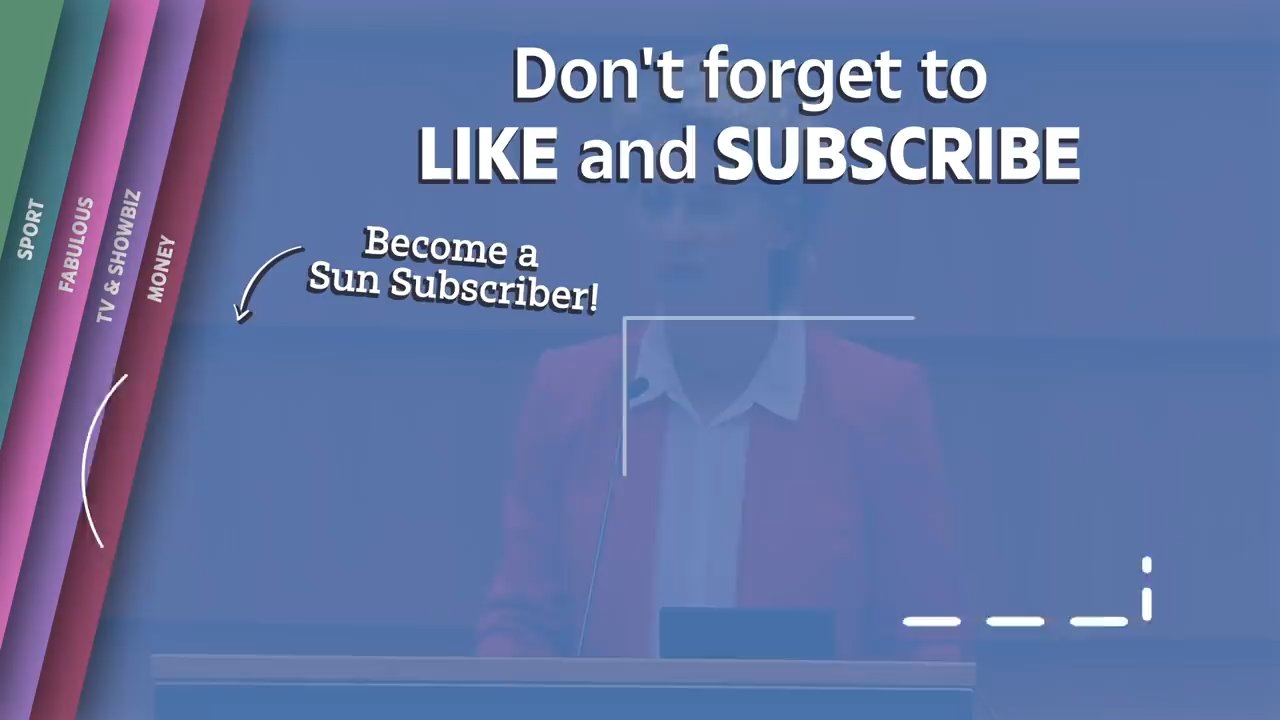 Don't forget to
LIKE and SUBSCRIBE
Become a
Sun Subscriber!
SPORT
FABULOUS
TV & SHOWBIZ
MONEY